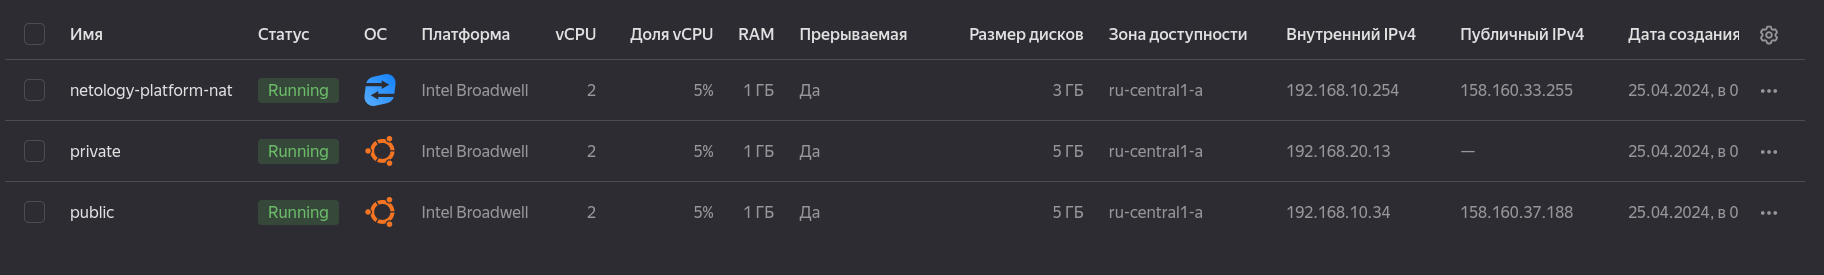 Имя Статус ОС Платформа vCPU Доля vCPU RAM Прерываемая Размер дисков Зона доступности Внутренний IPv4 Публичный IPv4 Дата создания
netology-platform-nat Running Intel Broadwell 2 5% 1 ГБ Да 3 ГБ ru-central1-a 192.168.10.254 158.160.33.255 25.04.2024, в 0
private Running Intel Broadwell 2 5% 1 ГБ Да 5 ГБ ru-central1-a 192.168.20.13 — 25.04.2024, в 0
public Running Intel Broadwell 2 5% 1 ГБ Да 5 ГБ ru-central1-a 192.168.10.34 158.160.37.188 25.04.2024, в 0